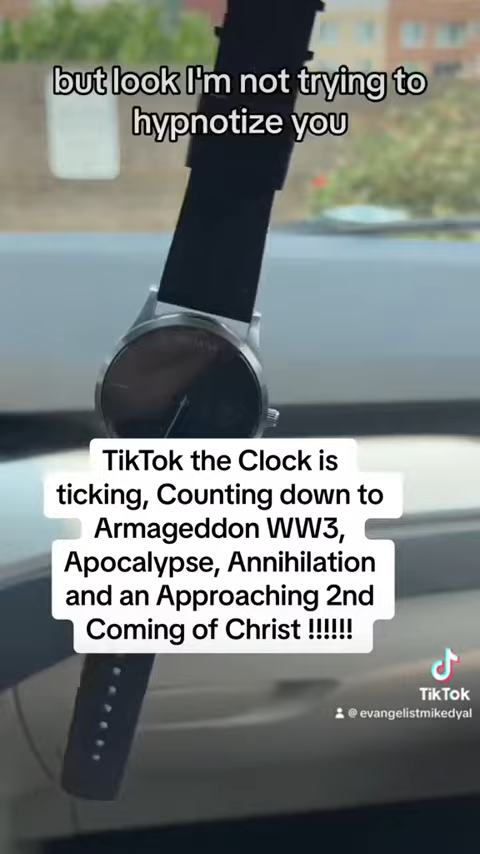 but look I'm not trying to
hypnotize you
TikTok the Clock is
ticking, Counting down to
Armageddon WW3,
Apocalypse, Annihilation
and an Approaching 2nd
Coming of Christ !!!!!!
TikTok
@evangelistmikedyal